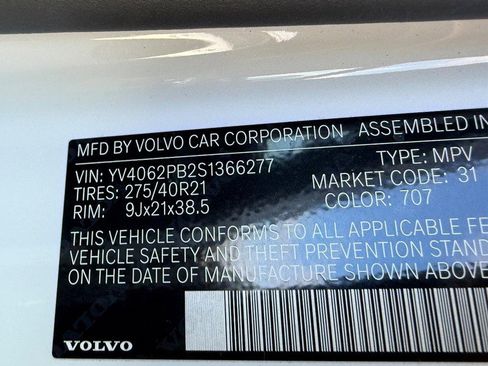 MFD BY VOLVO CAR CORPORATION ASSEMBLED IN
VIN: YV4062PB2S1366277 TYPE: MPV
TIRES: 275/40R21 MARKET CODE: 31
RIM: 9Jx21x38.5 COLOR: 707
THIS VEHICLE CONFORMS TO ALL APPLICABLE
VEHICLE SAFETY AND THEFT PREVENTION
ON THE DATE OF MANUFACTURE SHOWN ABOVE
VOLVO